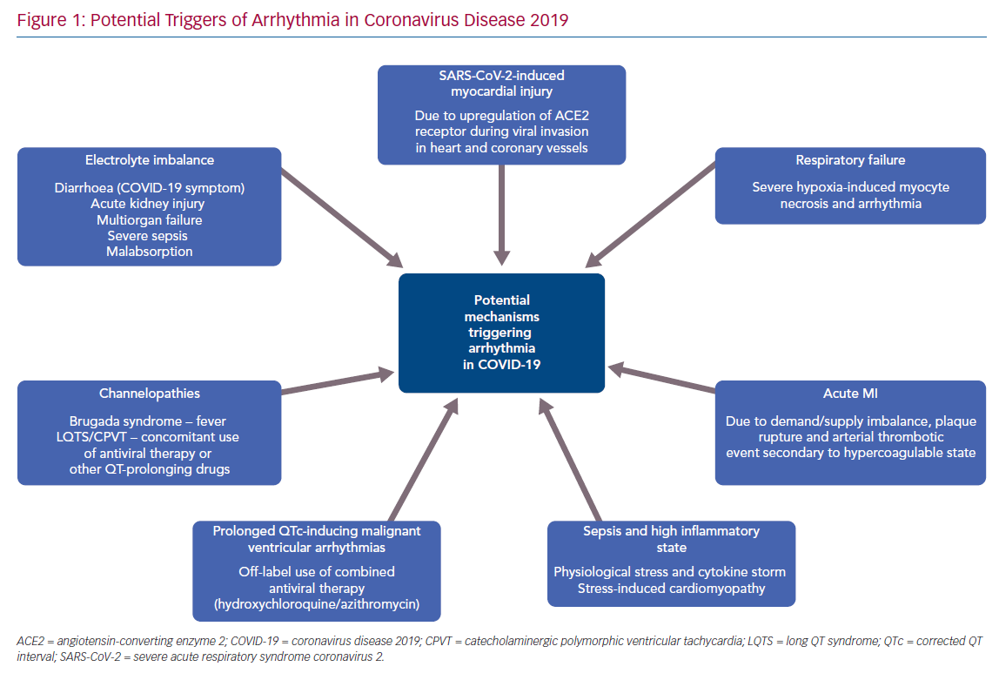 Figure 1: Potential Triggers of Arrhythmia in Coronavirus Disease 2019
SARS-CoV-2-induced
myocardial injury
Due to upregulation of ACE2
receptor during viral invasion
in heart and coronary vessels
Electrolyte imbalance
Diarrhoea (COVID-19 symptom)
Acute kidney injury
Multiorgan failure
Severe sepsis
Malabsorption
Respiratory failure
Severe hypoxia-induced myocyte
necrosis and arrhythmia
Potential
mechanisms
triggering
arrhythmia
in COVID-19
Channelopathies
Brugada syndrome – fever
LQTS/CPVT – concomitant use
of antiviral therapy or
other QT-prolonging drugs
Acute MI
Due to demand/supply imbalance, plaque
rupture and arterial thrombotic
event secondary to hypercoagulable state
Prolonged QTc-inducing malignant
ventricular arrhythmias
Off-label use of combined
antiviral therapy
(hydroxychloroquine/azithromycin)
Sepsis and high inflammatory
state
Physiological stress and cytokine storm
Stress-induced cardiomyopathy
ACE2 = angiotensin-converting enzyme 2; COVID-19 = coronavirus disease 2019; CPVT = catecholaminergic polymorphic ventricular tachycardia; LQTS = long QT syndrome; QTc = corrected QT
interval; SARS-CoV-2 = severe acute respiratory syndrome coronavirus 2.